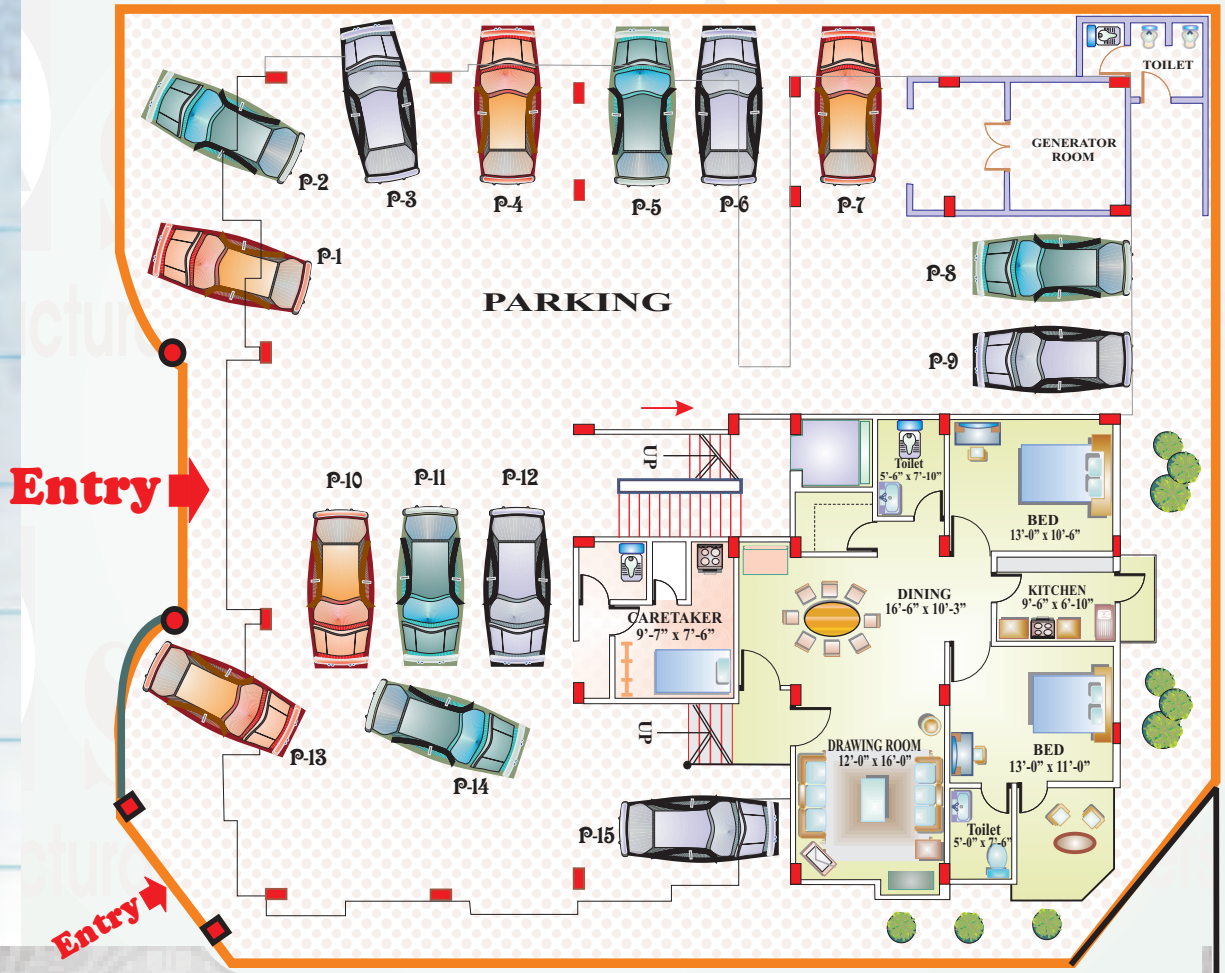 TOILET
GENERATOR
ROOM
P-2
P-3
P-4
P-5
P-6
P-7
P-1
P-8
PARKING
P-9
Entry
P-10
P-11
P-12
UP
Toilet
5'-6” x 7'-10”
BED
13'-0” x 10'-6”
DINING
16'-6” x 10'-3”
KITCHEN
9'-6” x 6'-10”
CARETAKER
9'-7” x 7'-6”
UP
P-13
P-14
DRAWING ROOM
12'-0” x 16'-0”
BED
13'-0” x 11'-0”
P-15
Toilet
5'-0” x 7'-6”
Entry